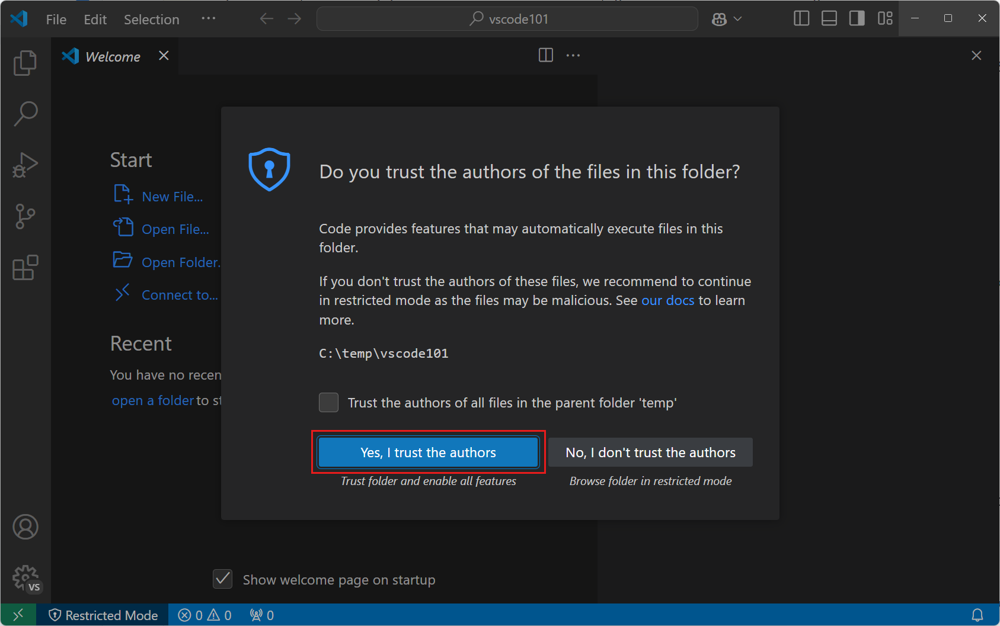 File Edit Selection ···
vscode101
Welcome
Start
New File...
Open File...
Open Folder.
Connect to...
Recent
You have no recen
open a folder to st
Do you trust the authors of the files in this folder?
Code provides features that may automatically execute files in this
folder.
If you don't trust the authors of these files, we recommend to continue
in restricted mode as the files may be malicious. See our docs to learn
more.
C:\temp\vscode101
Trust the authors of all files in the parent folder 'temp'
Yes, I trust the authors
No, I don't trust the authors
Trust folder and enable all features
Browse folder in restricted mode
Show welcome page on startup
VS
Restricted Mode 0 0 0